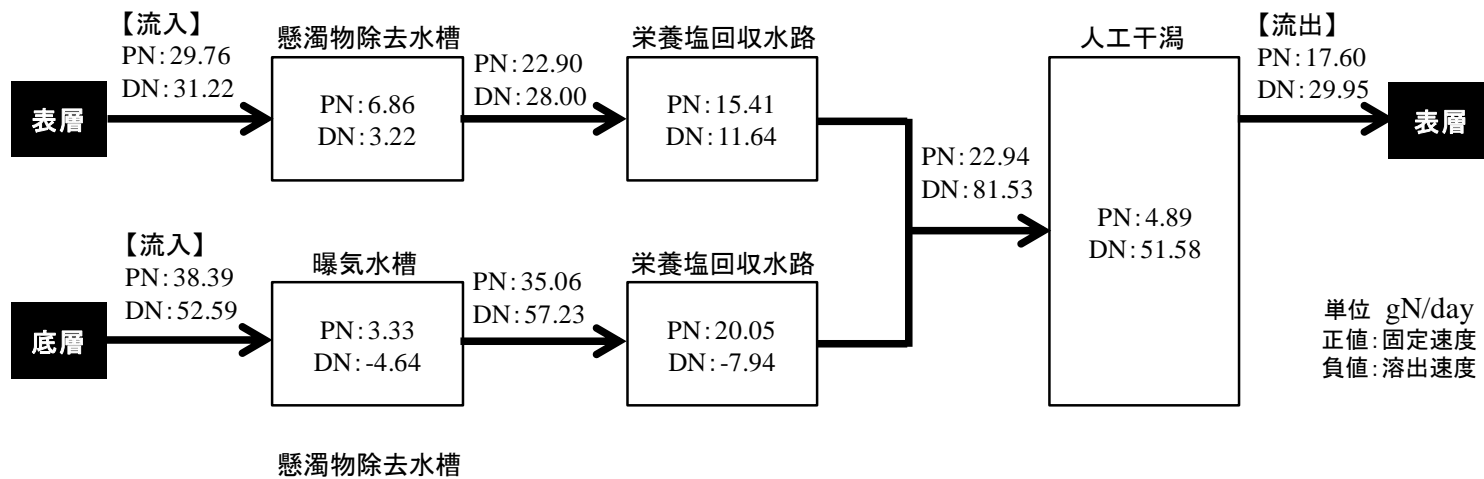 【流入】
PN:29.76
DN:31.22
表層
懸濁物除去水槽
PN:6.86
DN:3.22
PN:22.90
DN:28.00
栄養塩回収水路
PN:15.41
DN:11.64
【流入】
PN:38.39
DN:52.59
底層
曝気水槽
PN:3.33
DN:-4.64
PN:35.06
DN:57.23
栄養塩回収水路
PN:20.05
DN:-7.94
PN:22.94
DN:81.53
人工干潟
PN:4.89
DN:51.58
【流出】
PN:17.60
DN:29.95
表層
単位 gN/day
正値:固定速度
負値:溶出速度
懸濁物除去水槽